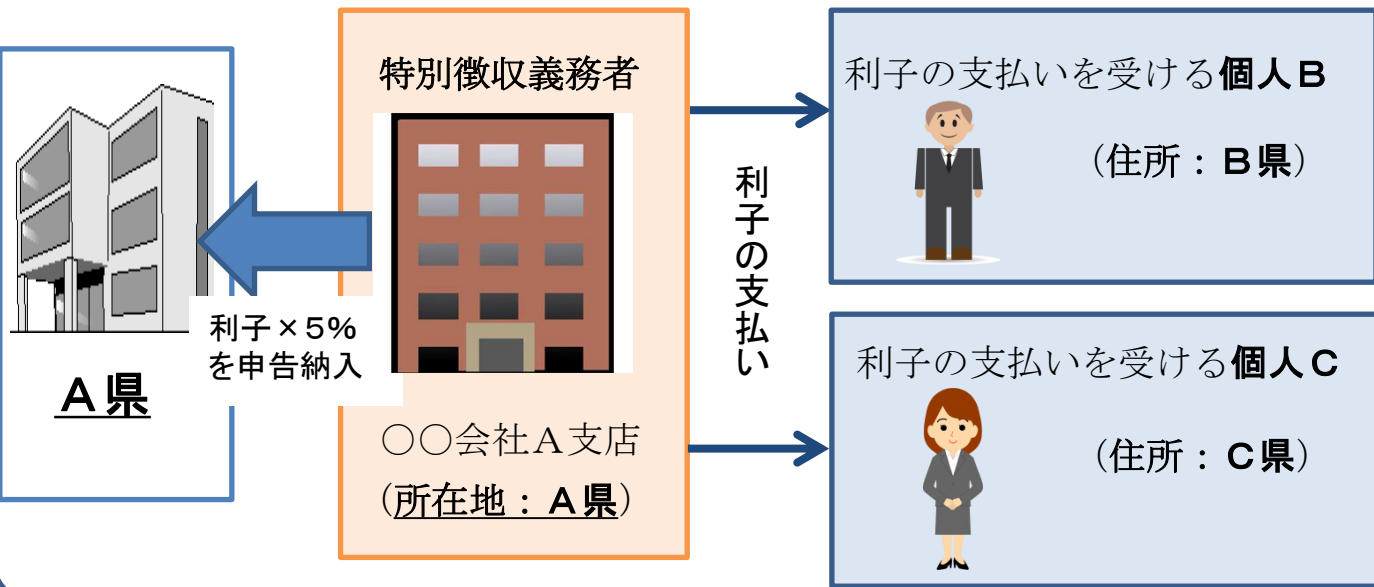 A県
利子×5%
を申告納入
特別徴収義務者
○○会社A支店
(所在地:A県)
利子の支払い
利子の支払いを受ける個人B
(住所:B県)
利子の支払いを受ける個人C
(住所:C県)